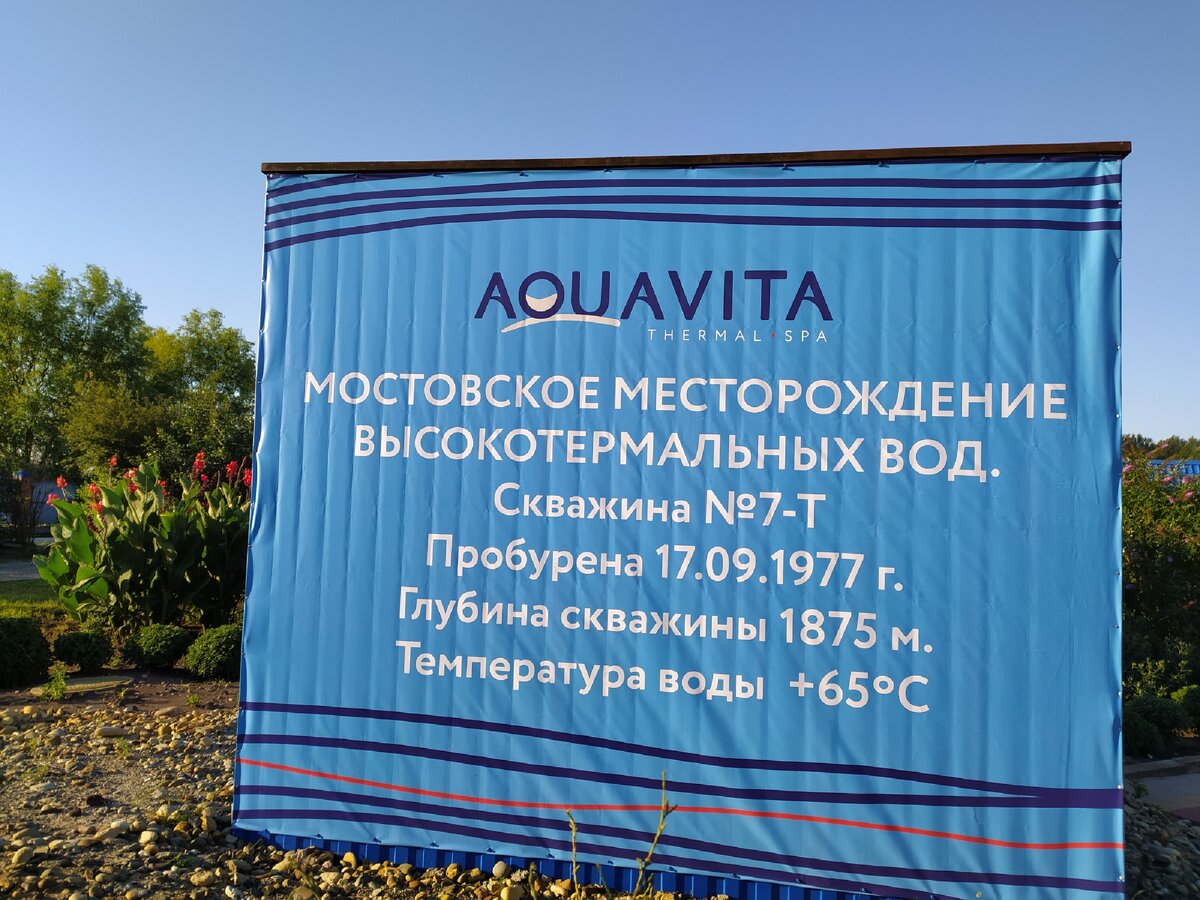 AQUAVITA
THERMAL · SPA
МОСТОВСКОЕ МЕСТОРОЖДЕНИЕ
ВЫСОКОТЕРМАЛЬНЫХ ВОД.
Скважина №7-Т
Пробурена 17.09.1977 г.
Глубина скважины 1875 м.
Температура воды +65°С